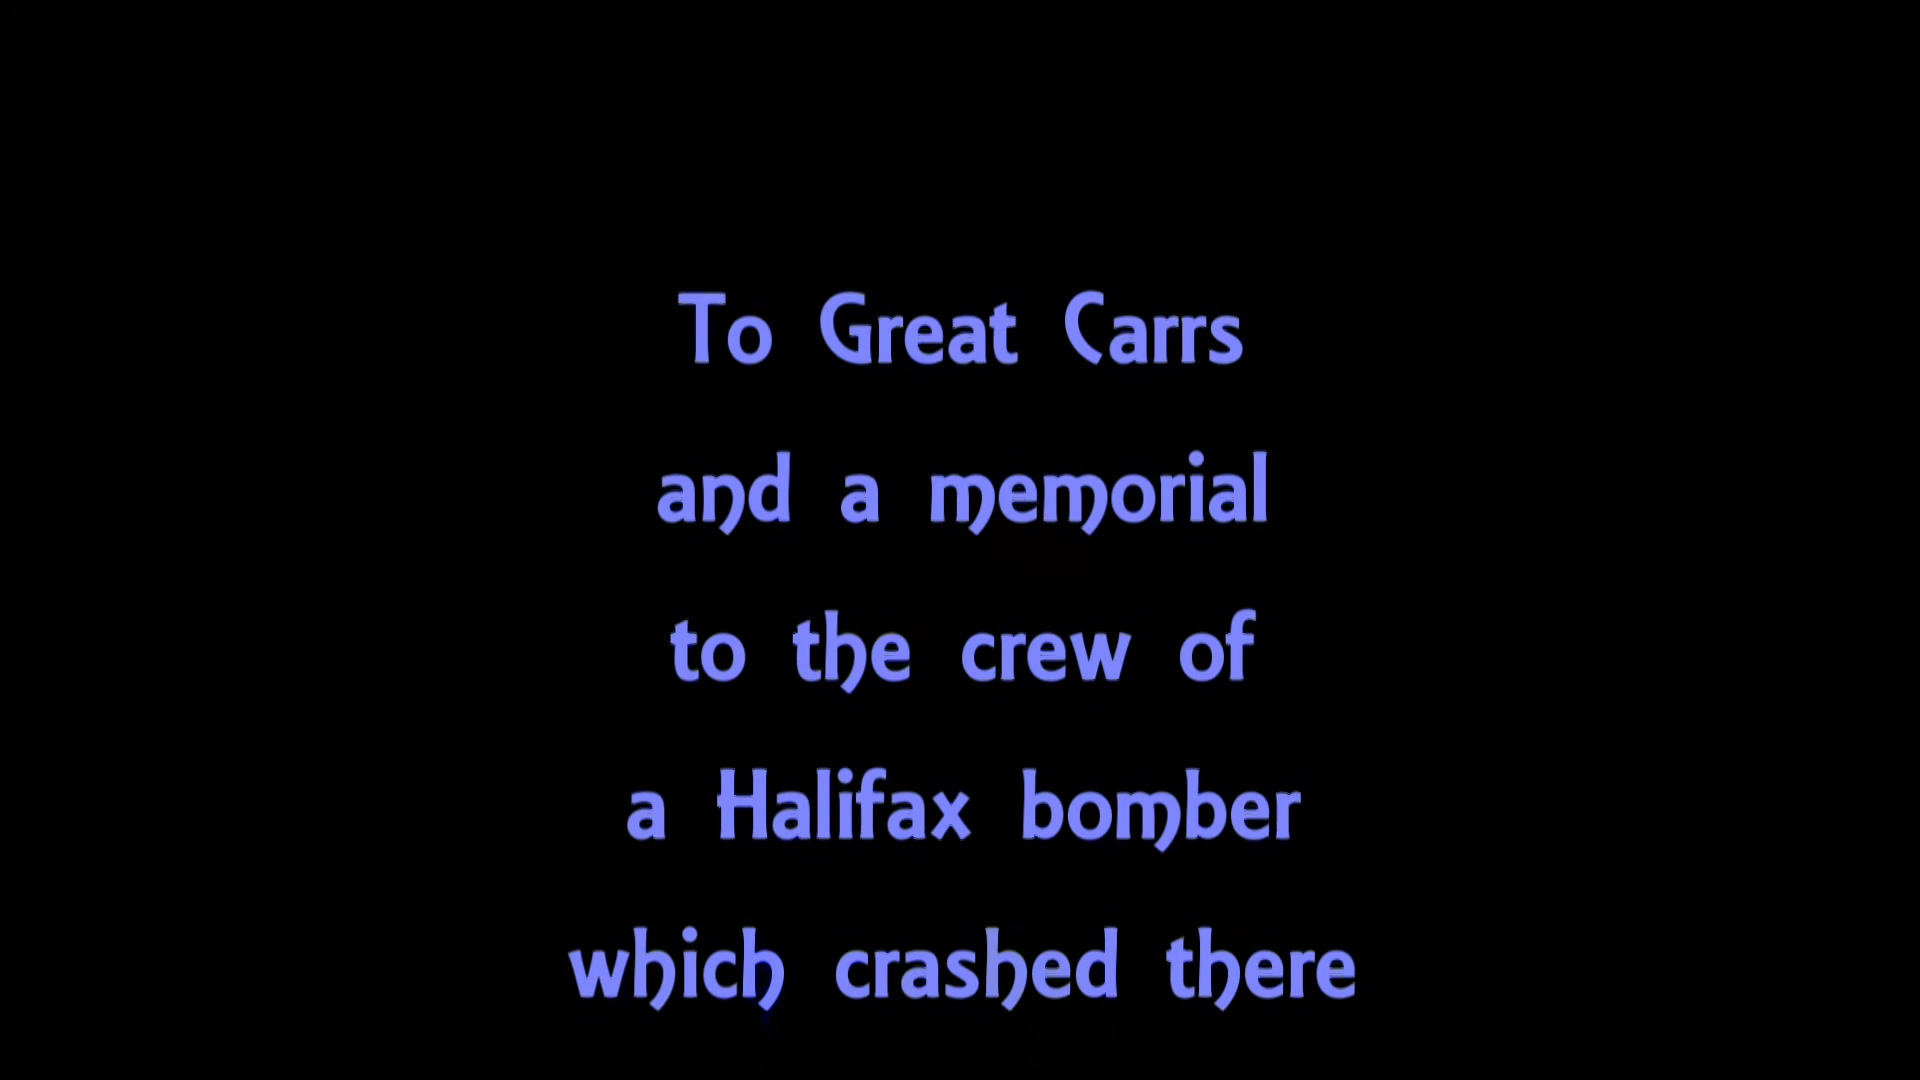 To Great Carrs
and a memorial
to the crew of
a Halifax bomber
which crashed there